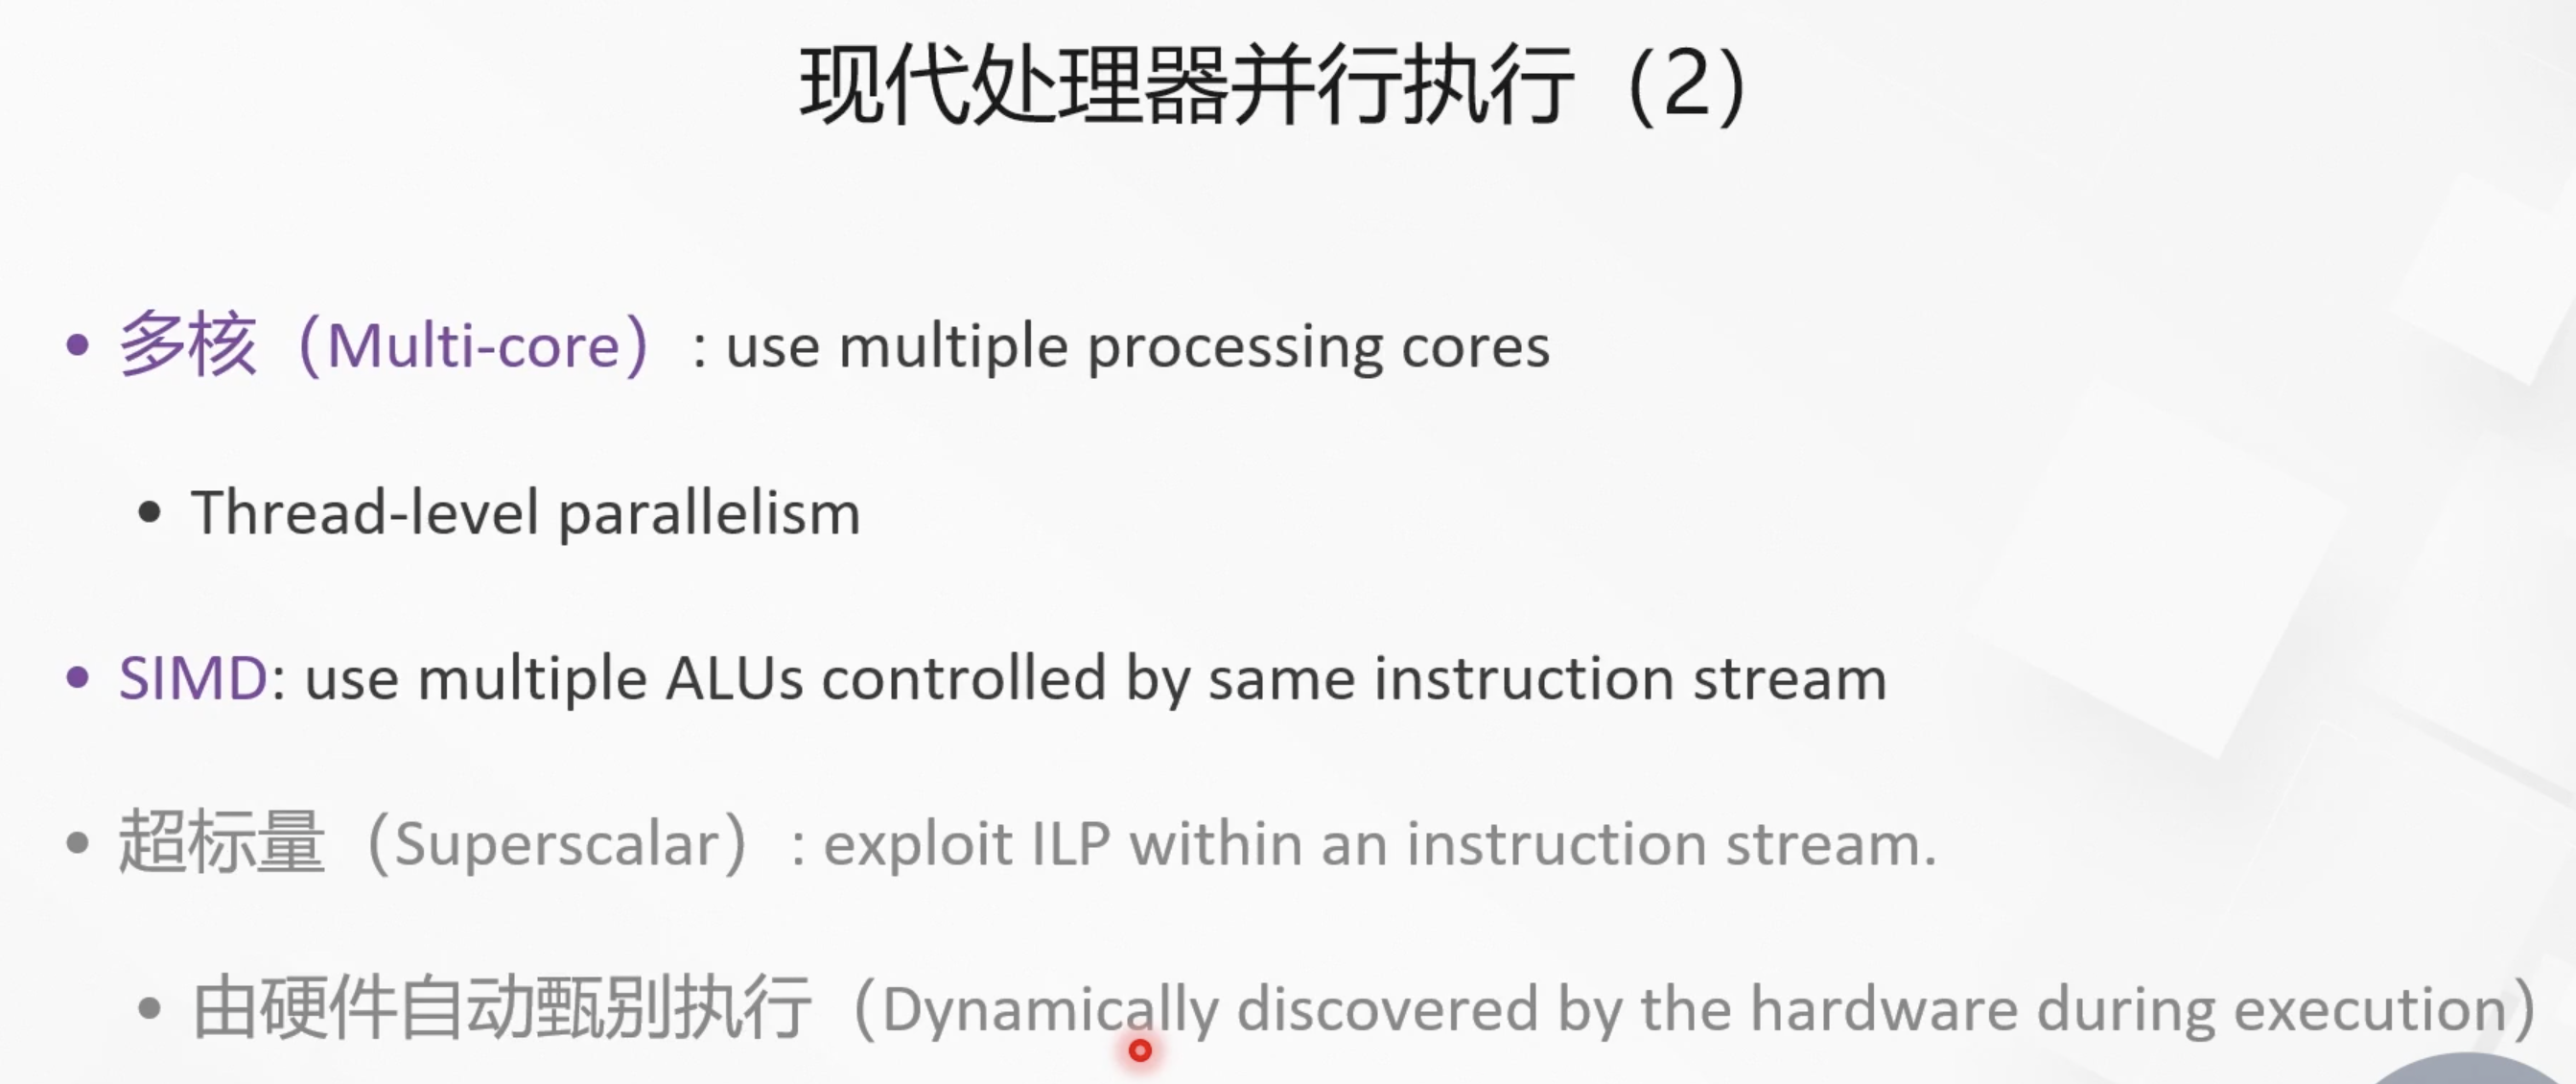 现代处理器并行执行（2）
• 多核（Multi-core）: use multiple processing cores
• Thread-level parallelism
• SIMD: use multiple ALUs controlled by same instruction stream
• 超标量（Superscalar）: exploit ILP within an instruction stream.
• 由硬件自动甄别执行（Dynamically discovered by the hardware during execution）